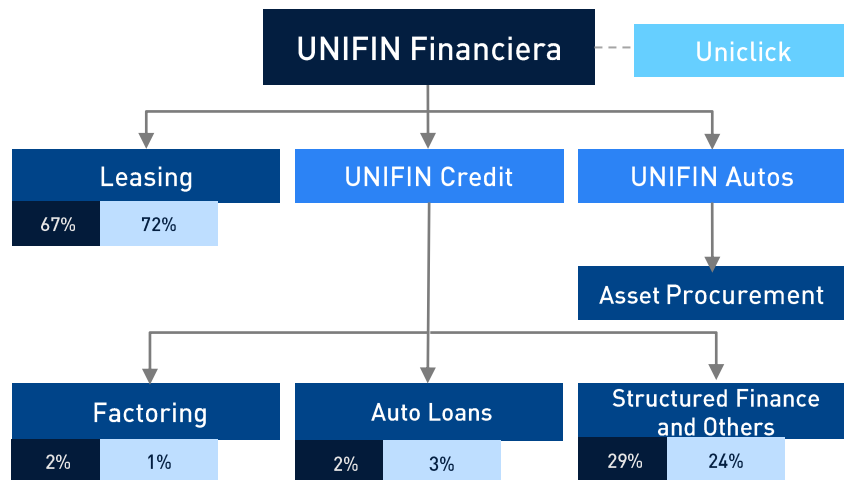 UNIFIN Financiera
Uniclick
Leasing
67% 72%
UNIFIN Credit
UNIFIN Autos
Asset Procurement
Factoring
2% 1%
Auto Loans
2% 3%
Structured Finance
and Others
29% 24%